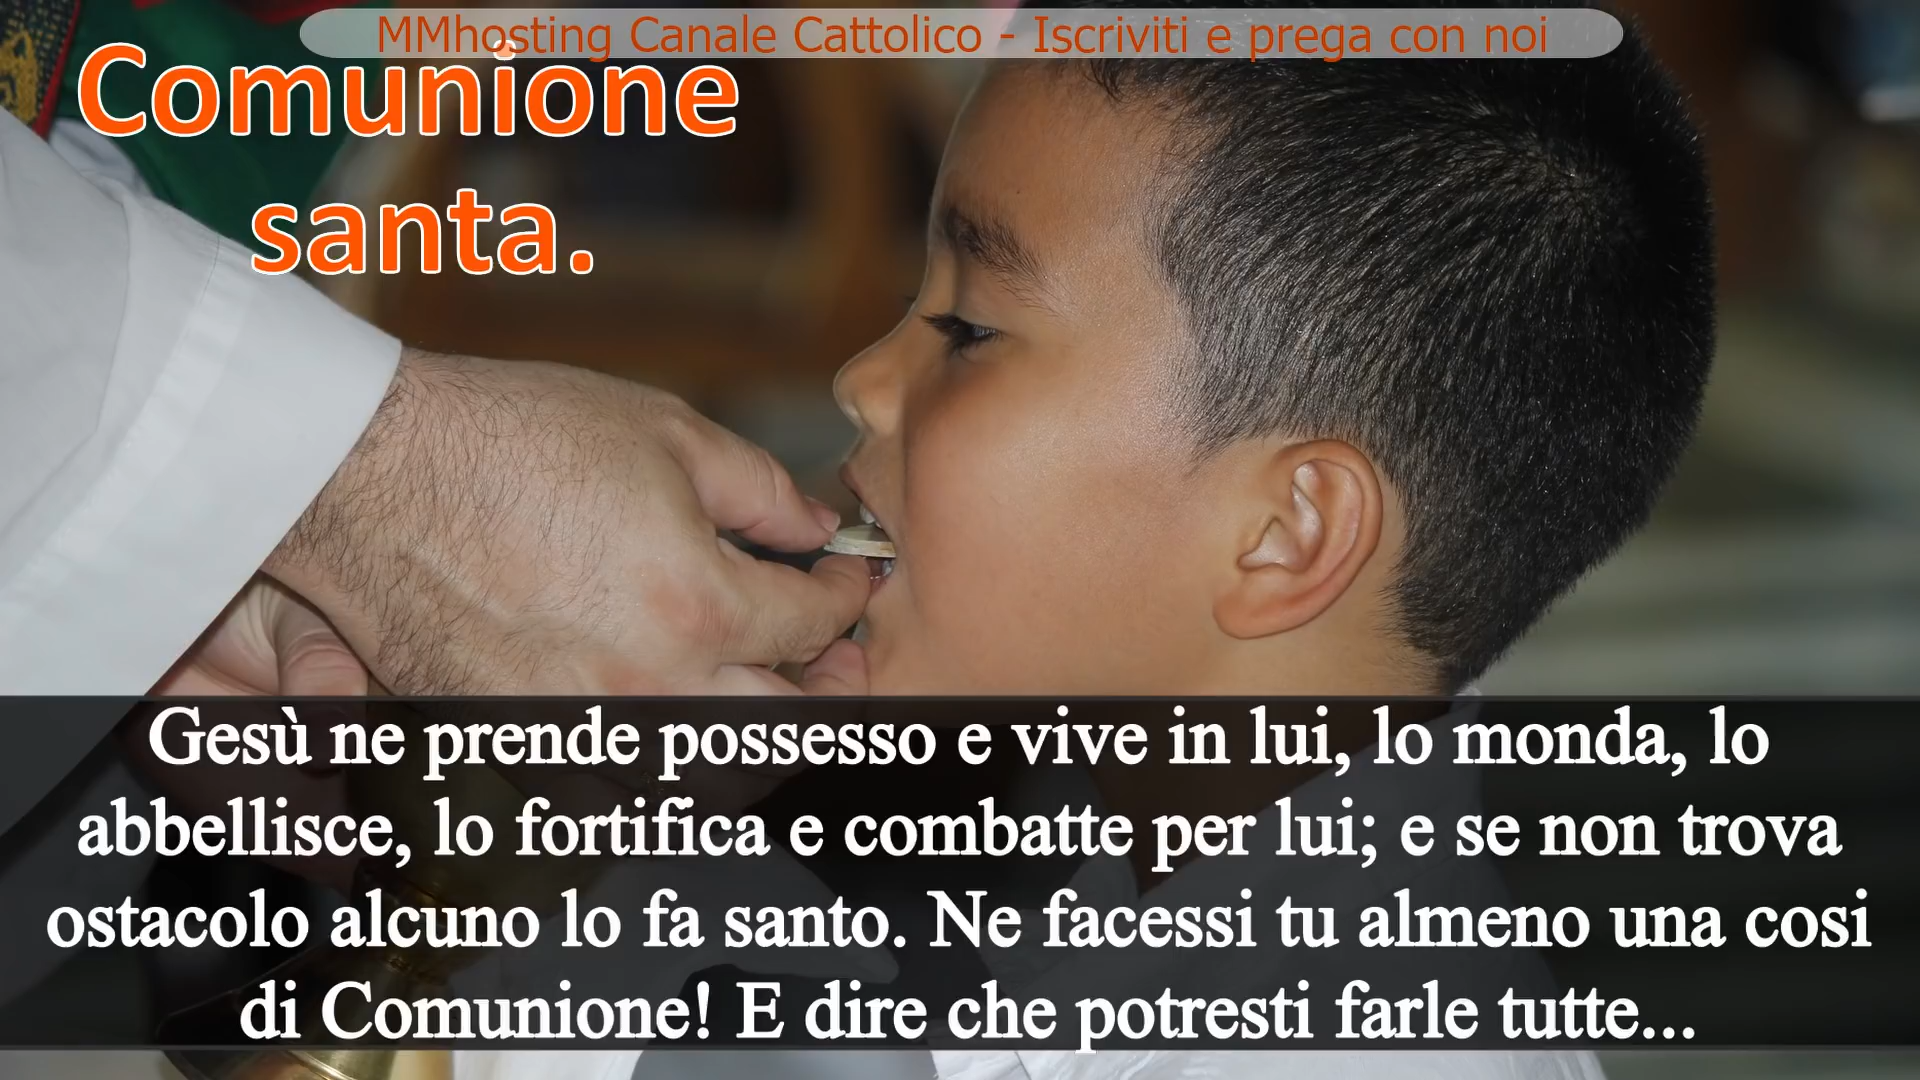 MMhosting Canale Cattolico - Iscriviti e prega con noi
Comunione
santa.
Gesù ne prende possesso e vive in lui, lo monda, lo
abbellisce, lo fortifica e combatte per lui; e se non trova
ostacolo alcuno lo fa santo. Ne facessi tu almeno una cosi
di Comunione! E dire che potresti farle tutte...